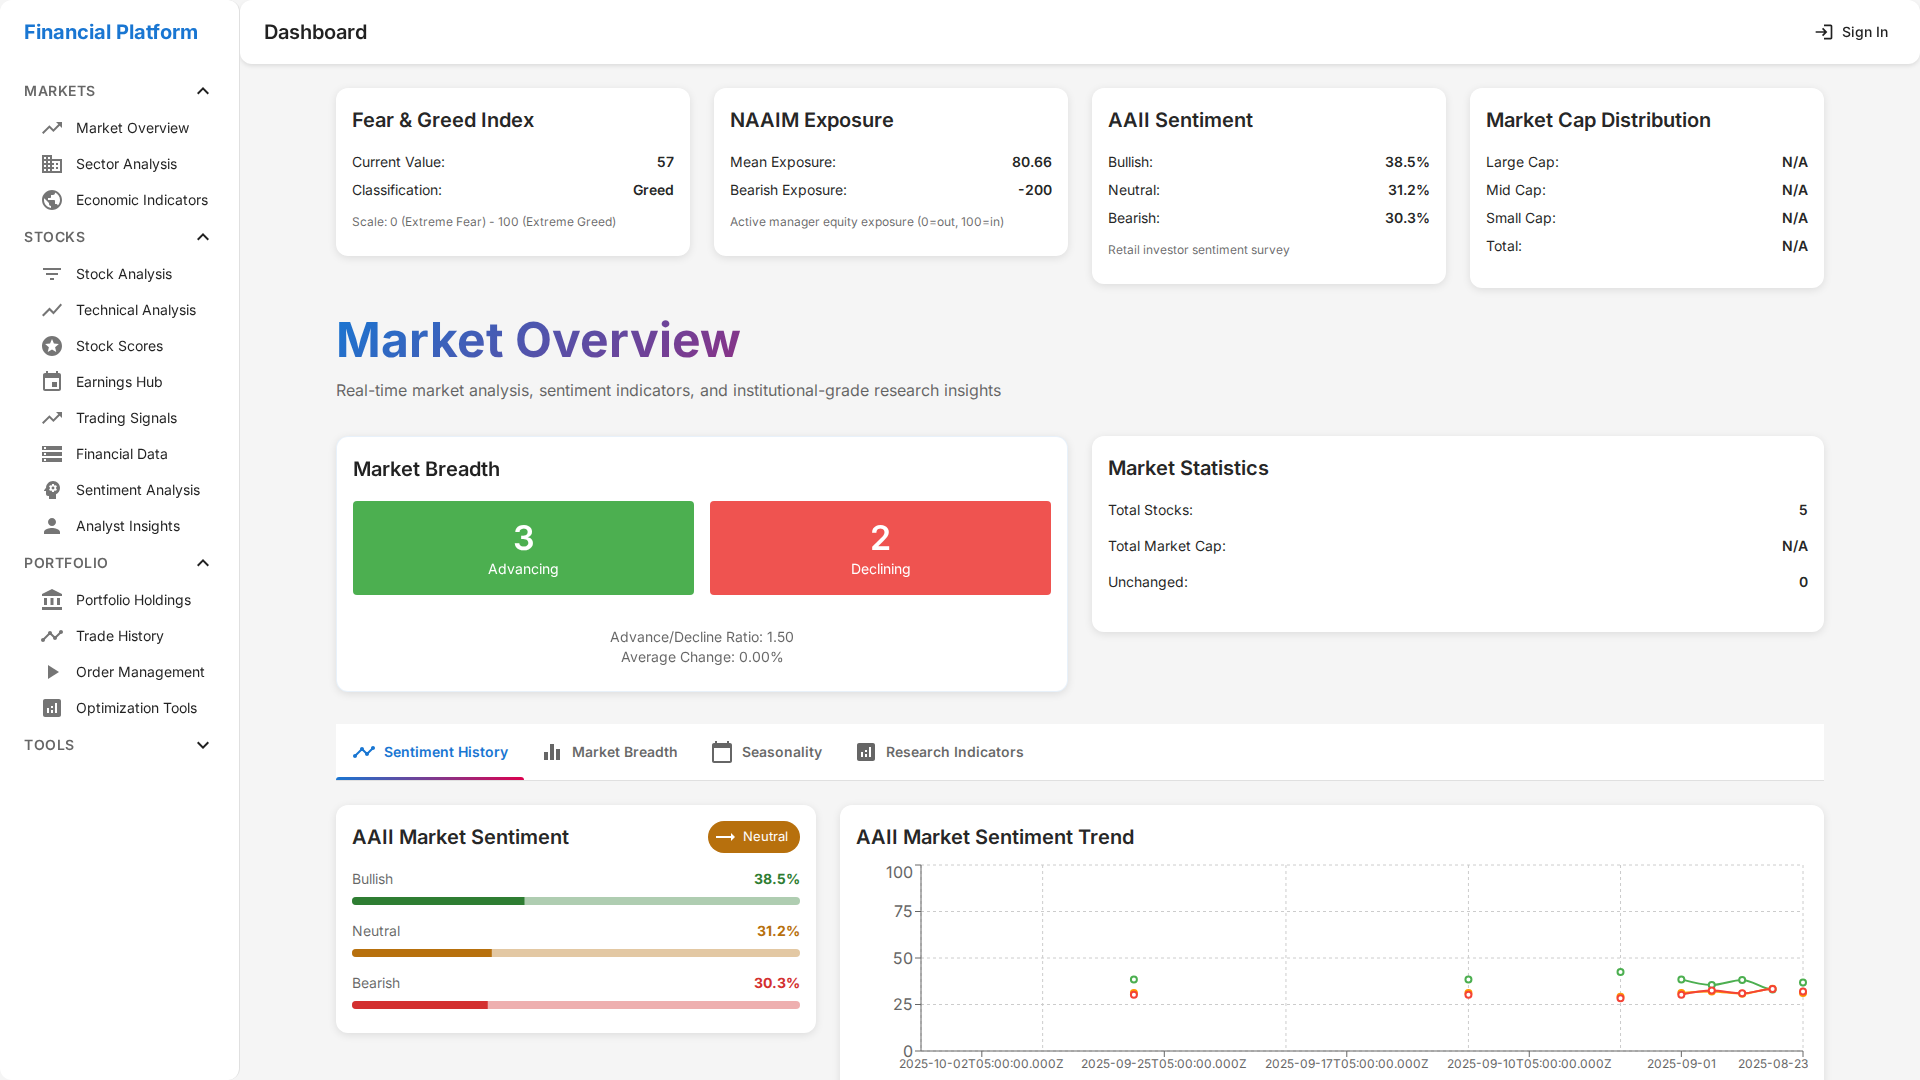 Financial Platform
MARKETS
Market Overview
Sector Analysis
Economic Indicators
STOCKS
Stock Analysis
Technical Analysis
Stock Scores
Earnings Hub
Trading Signals
Financial Data
Sentiment Analysis
Analyst Insights
PORTFOLIO
Portfolio Holdings
Trade History
Order Management
Optimization Tools
TOOLS
Dashboard
Sign In
Fear & Greed Index
Current Value: 57
Classification: Greed
Scale: 0 (Extreme Fear) - 100 (Extreme Greed)
NAAIM Exposure
Mean Exposure: 80.66
Bearish Exposure: -200
Active manager equity exposure (0=out, 100=in)
AAII Sentiment
Bullish: 38.5%
Neutral: 31.2%
Bearish: 30.3%
Retail investor sentiment survey
Market Cap Distribution
Large Cap: N/A
Mid Cap: N/A
Small Cap: N/A
Total: N/A
Market Overview
Real-time market analysis, sentiment indicators, and institutional-grade research insights
Market Breadth
3
Advancing
2
Declining
Advance/Decline Ratio: 1.50
Average Change: 0.00%
Market Statistics
Total Stocks: 5
Total Market Cap: N/A
Unchanged: 0
Sentiment History
Market Breadth
Seasonality
Research Indicators
AAII Market Sentiment
Neutral
Bullish 38.5%
Neutral 31.2%
Bearish 30.3%
AAII Market Sentiment Trend
100
75
50
25
0
2025-10-02T05:00:00.000Z 2025-09-25T05:00:00.000Z 2025-09-17T05:00:00.000Z 2025-09-10T05:00:00.000Z 2025-09-01 2025-08-23